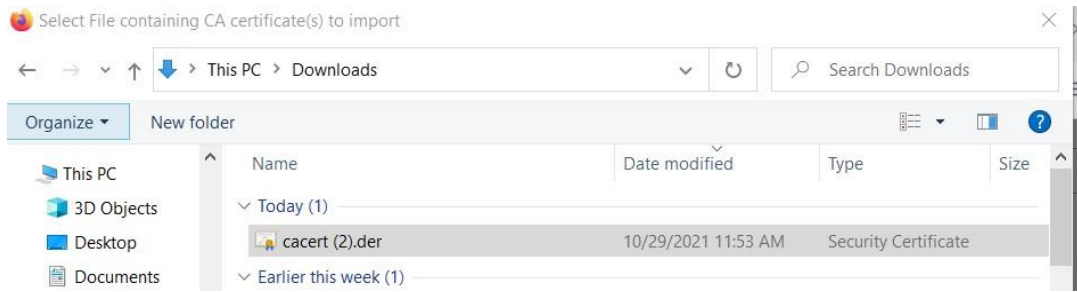 Select File containing CA certificate(s) to import
This PC > Downloads
Search Downloads
Organize New folder
This PC
Name Date modified Type Size
3D Objects
Today (1)
Desktop
cacert (2).der 10/29/2021 11:53 AM Security Certificate
Documents
Earlier this week (1)